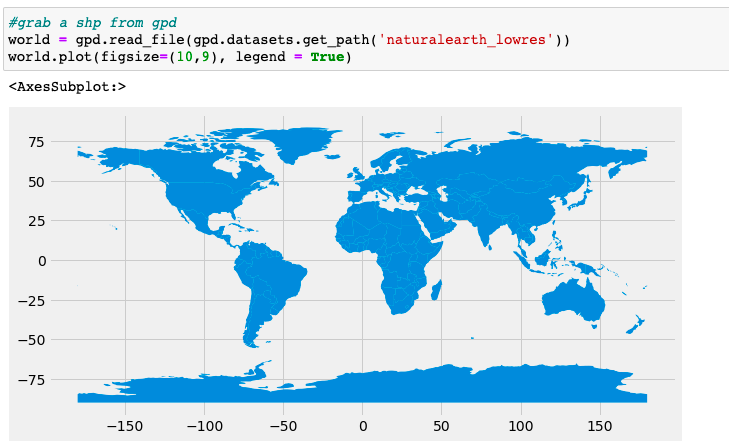 #grab a shp from gpd
world = gpd.read_file(gpd.datasets.get_path('naturalearth_lowres'))
world.plot(figsize=(10,9), legend = True)
<AxesSubplot:>
75
50
25
0
−25
−50
−75
−150 −100 −50 0 50 100 150